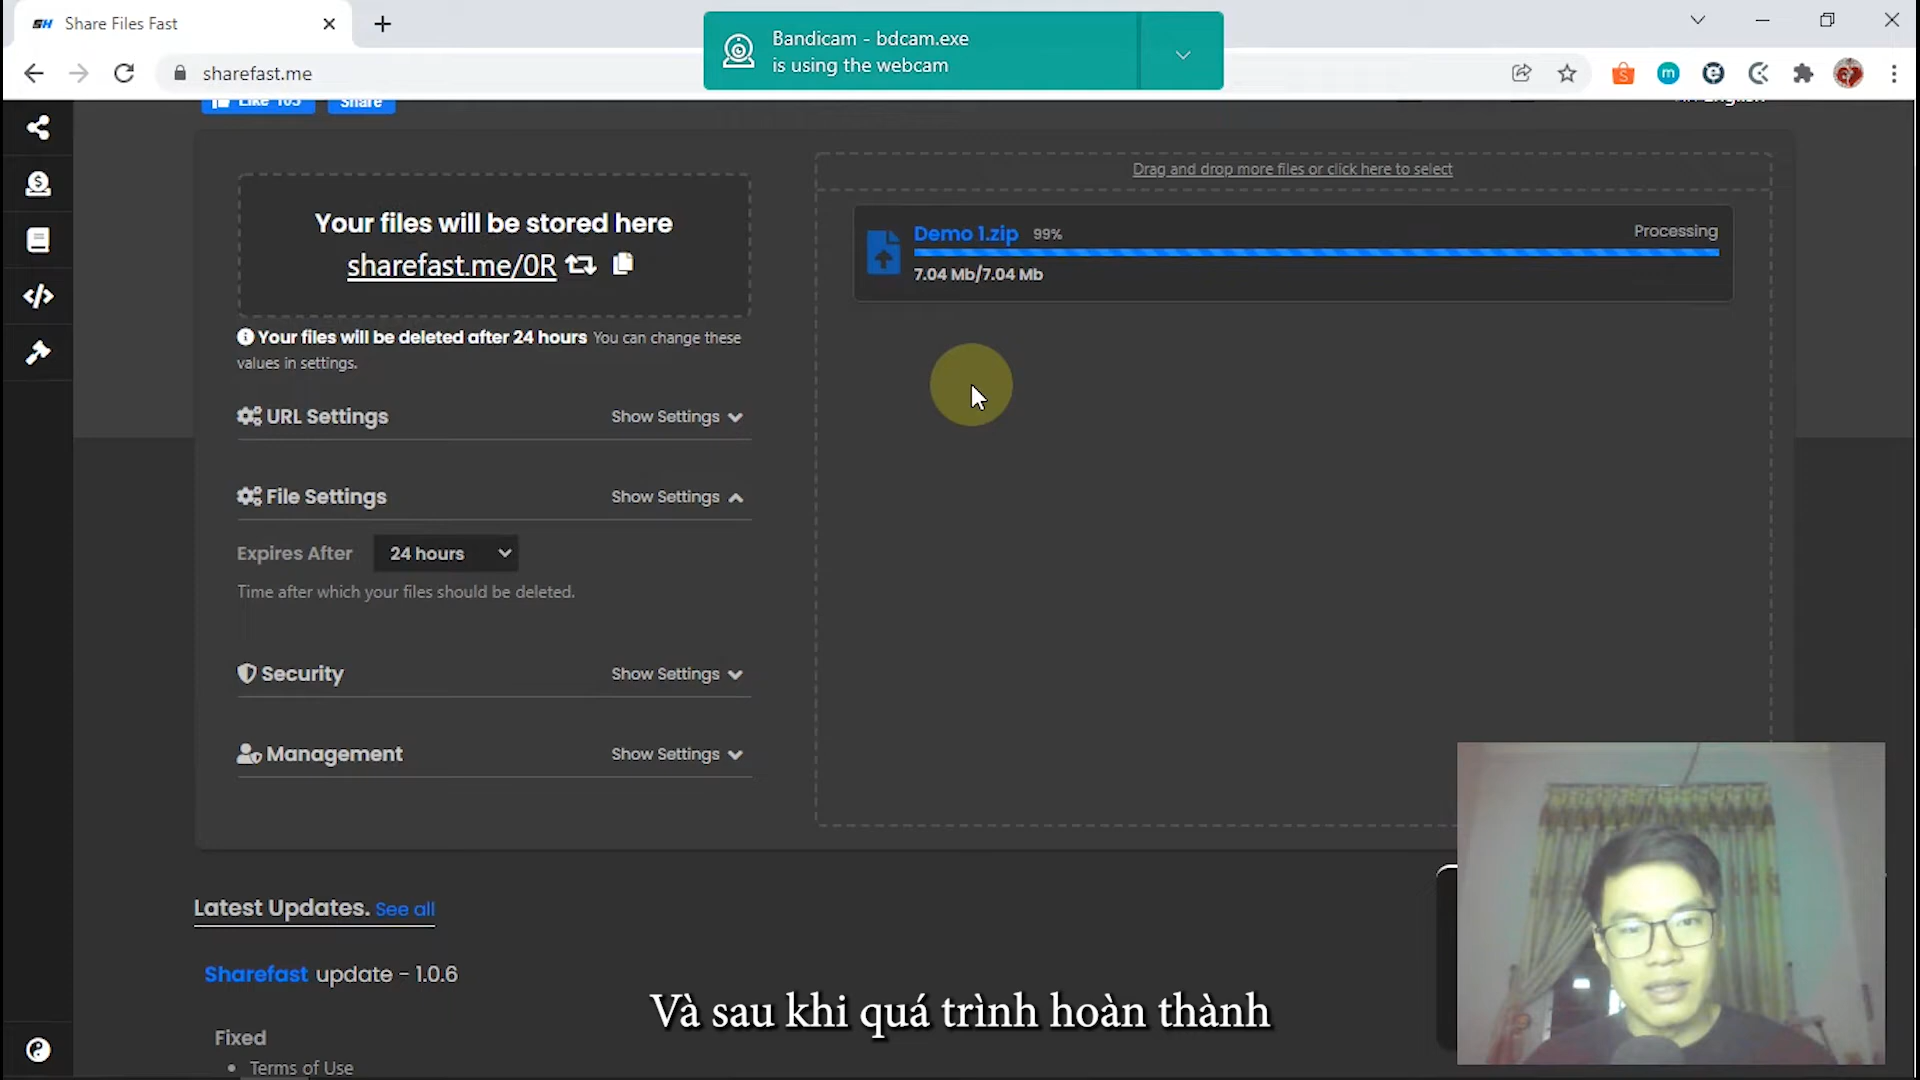 SH Share Files Fast
Bandicam - bdcam.exe
is using the webcam
sharefast.me
Like 103
Share
English
Your files will be stored here
sharefast.me/0R
Your files will be deleted after 24 hours You can change these
values in settings.
URL Settings
Show Settings
File Settings
Show Settings
Expires After
24 hours
Time after which your files should be deleted.
Security
Show Settings
Management
Show Settings
Drag and drop more files or click here to select
Demo 1.zip 99%
Processing
7.04 Mb/7.04 Mb
Latest Updates. See all
Sharefast update - 1.0.6
Fixed
Terms of Use
Và sau khi quá trình hoàn thành